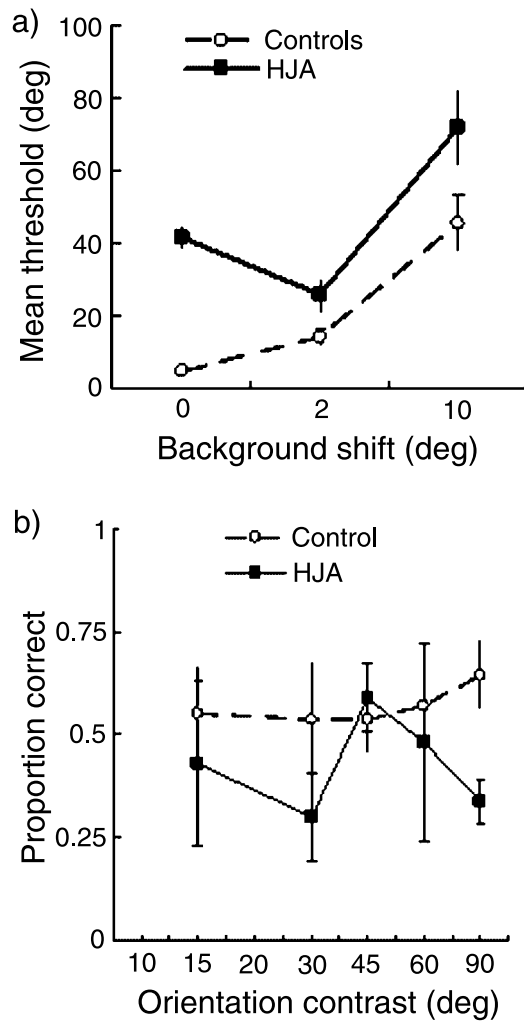 a)
Controls
HJA
Mean threshold (deg)
100
80
60
40
20
0
0 2 10
Background shift (deg)
b)
Control
HJA
Proportion correct
1
0.75
0.5
0.25
0
10 15 20 30 45 60 90
Orientation contrast (deg)